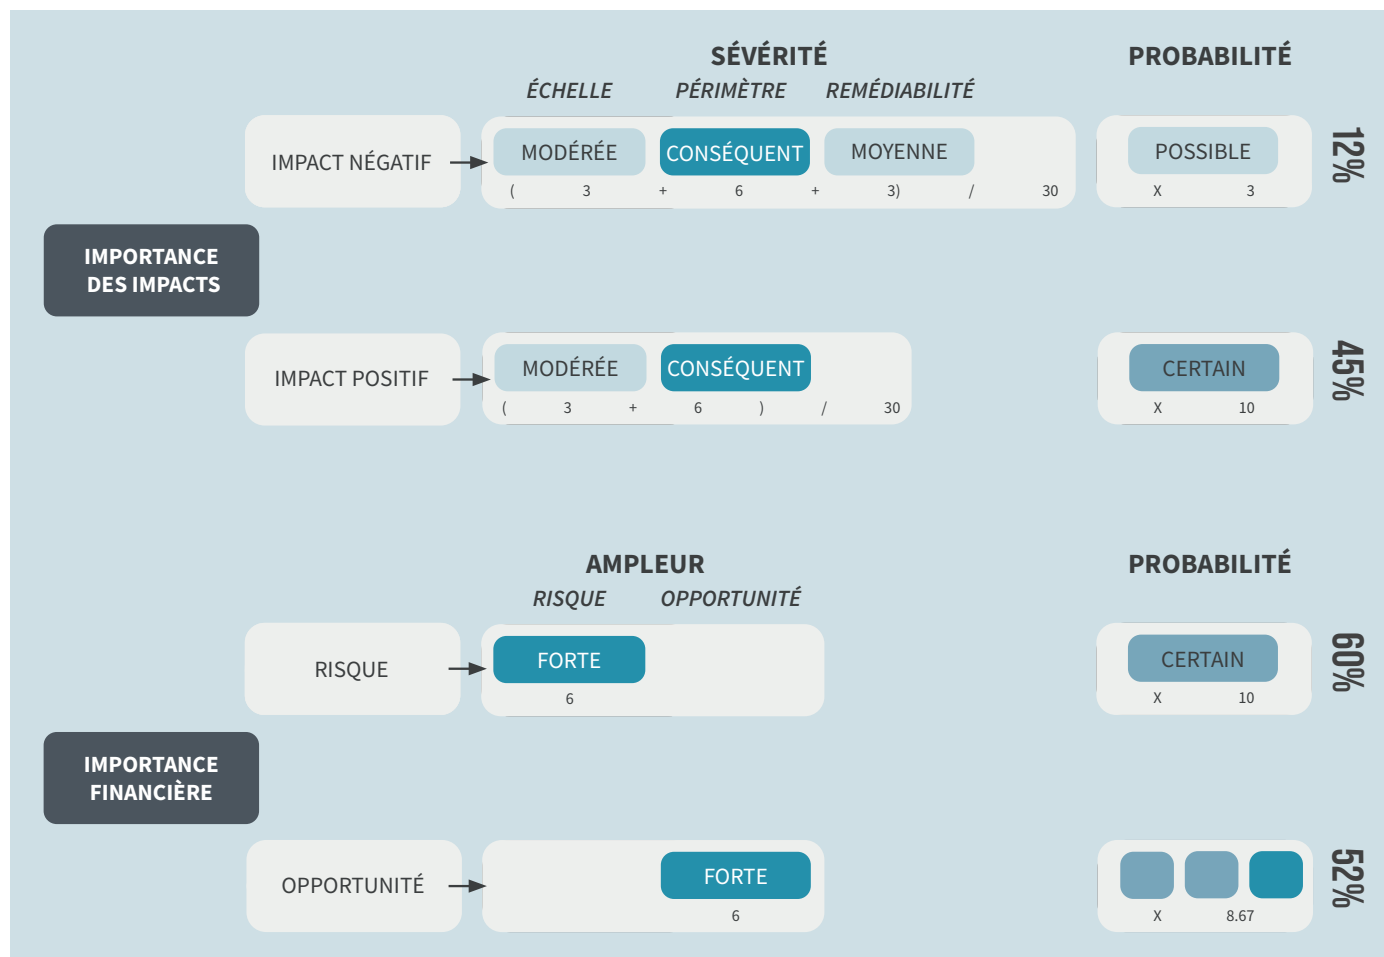 SÉVÉRITÉ
PROBABILITÉ
ÉCHELLE
PÉRIMÈTRE
REMÉDIABILITÉ
IMPACT NÉGATIF
MODÉRÉE
CONSÉQUENT
MOYENNE
POSSIBLE
12%
( 3 + 6 + 3) / 30
X 3
IMPORTANCE
DES IMPACTS
IMPACT POSITIF
MODÉRÉE
CONSÉQUENT
CERTAIN
45%
( 3 + 6 ) / 30
X 10
AMPLEUR
PROBABILITÉ
RISQUE
OPPORTUNITÉ
RISQUE
FORTE
CERTAIN
60%
6
X 10
IMPORTANCE
FINANCIÈRE
OPPORTUNITÉ
FORTE
52%
6
X 8.67